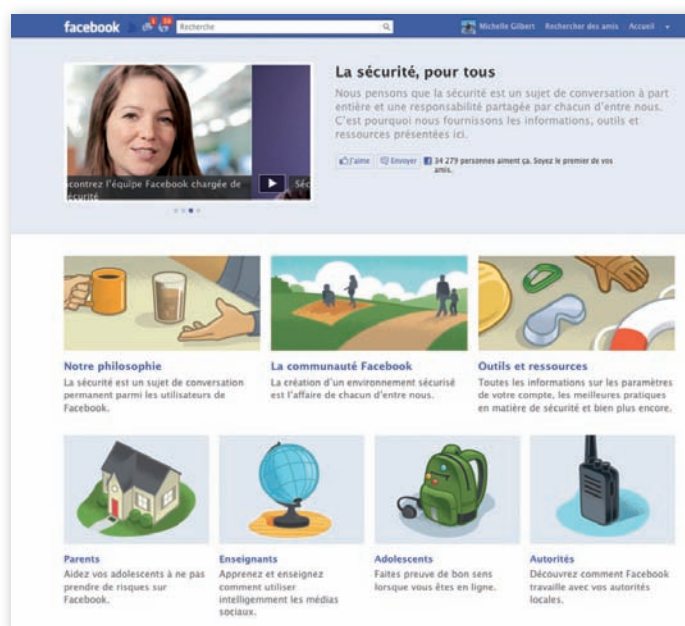 facebook
Recherche
Michelle Gilbert Rechercher des amis Accueil
contrez l'équipe Facebook chargée de
sécurité
Séc
La sécurité, pour tous
Nous pensons que la sécurité est un sujet de conversation à part
entière et une responsabilité partagée par chacun d'entre nous.
C'est pourquoi nous fournissons les informations, outils et
ressources présentées ici.
J'aime Envoyer 34 279 personnes aiment ça. Soyez le premier de vos
amis.
Notre philosophie
La sécurité est un sujet de conversation
permanent parmi les utilisateurs de
Facebook.
La communauté Facebook
La création d'un environnement sécurisé
est l'affaire de chacun d'entre nous.
Outils et ressources
Toutes les informations sur les paramètres
de votre compte, les meilleures pratiques
en matière de sécurité et bien plus encore.
Parents
Aidez vos adolescents à ne pas
prendre de risques sur
Facebook.
Enseignants
Apprenez et enseignez
comment utiliser
intelligemment les médias
sociaux.
Adolescents
Faites preuve de bon sens
lorsque vous êtes en ligne.
Autorités
Découvrez comment Facebook
travaille avec vos autorités
locales.